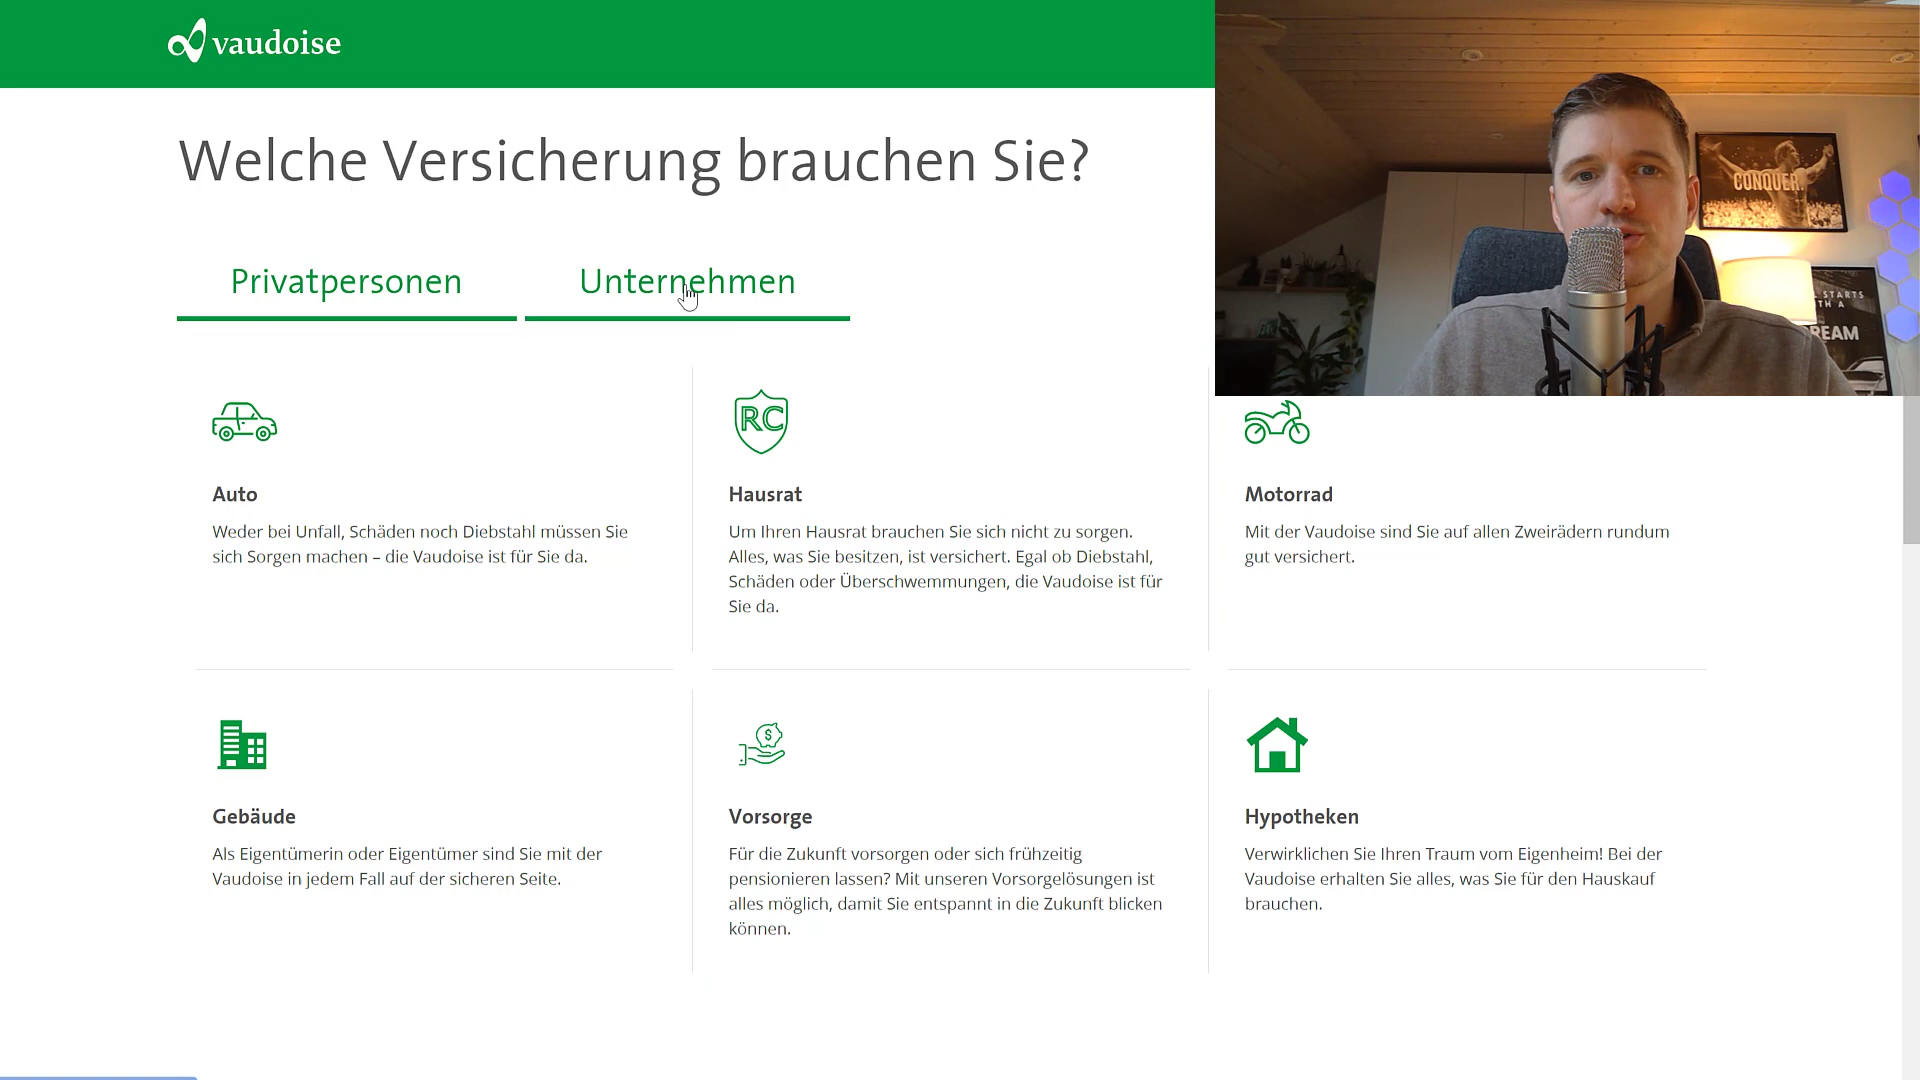 vaudoise
Welche Versicherung brauchen Sie?
Privatpersonen
Unternehmen
CONQUER.
STARTS
TH A
REAM
RC
Auto
Weder bei Unfall, Schäden noch Diebstahl müssen Sie
sich Sorgen machen – die Vaudoise ist für Sie da.
Hausrat
Um Ihren Hausrat brauchen Sie sich nicht zu sorgen.
Alles, was Sie besitzen, ist versichert. Egal ob Diebstahl,
Schäden oder Überschwemmungen, die Vaudoise ist für
Sie da.
Motorrad
Mit der Vaudoise sind Sie auf allen Zweirädern rundum
gut versichert.
$
Gebäude
Als Eigentümerin oder Eigentümer sind Sie mit der
Vaudoise in jedem Fall auf der sicheren Seite.
Vorsorge
Für die Zukunft vorsorgen oder sich frühzeitig
pensionieren lassen? Mit unseren Vorsorgelösungen ist
alles möglich, damit Sie entspannt in die Zukunft blicken
können.
Hypotheken
Verwirklichen Sie Ihren Traum vom Eigenheim! Bei der
Vaudoise erhalten Sie alles, was Sie für den Hauskauf
brauchen.